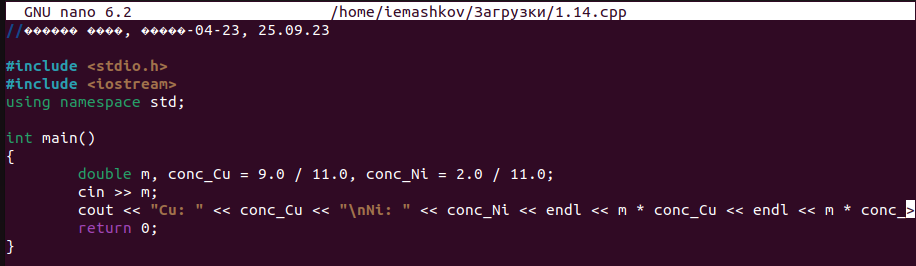 GNU nano 6.2 /home/iemashkov/Загрузки/1.14.cpp
//������ ����, �����-04-23, 25.09.23
#include <stdio.h>
#include <iostream>
using namespace std;
int main()
{
double m, conc_Cu = 9.0 / 11.0, conc_Ni = 2.0 / 11.0;
cin >> m;
cout << "Cu: " << conc_Cu << "\nNi: " << conc_Ni << endl << m * conc_Cu << endl << m * conc_>
return 0;
}